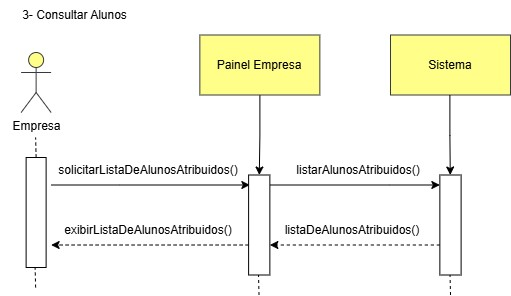 3- Consultar Alunos
Painel Empresa
Sistema
Empresa
solicitarListaDeAlunosAtribuidos()
listarAlunosAtribuidos()
exibirListaDeAlunosAtribuidos()
listaDeAlunosAtribuidos()